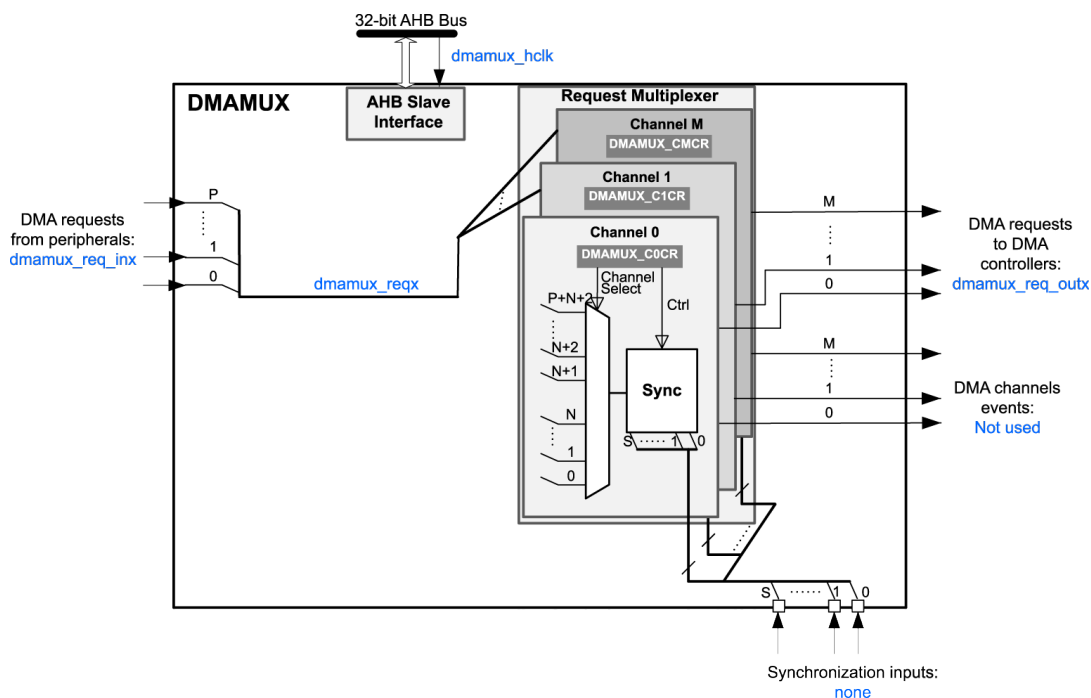 32-bit AHB Bus
dmamux_hclk
DMAMUX
AHB Slave
Interface
Request Multiplexer
Channel M
DMAMUX_CMCR
Channel 1
DMAMUX_C1CR
Channel 0
DMAMUX_C0CR
Channel
Select
Ctrl
P+N+2
N+2
N+1
N
1
0
Sync
S ...... 1 0
P
1
0
DMA requests
from peripherals:
dmamux_req_inx
dmamux_reqx
M
1
0
DMA requests
to DMA
controllers:
dmamux_req_outx
M
1
0
DMA channels
events:
Not used
S ...... 1 0
Synchronization inputs:
none